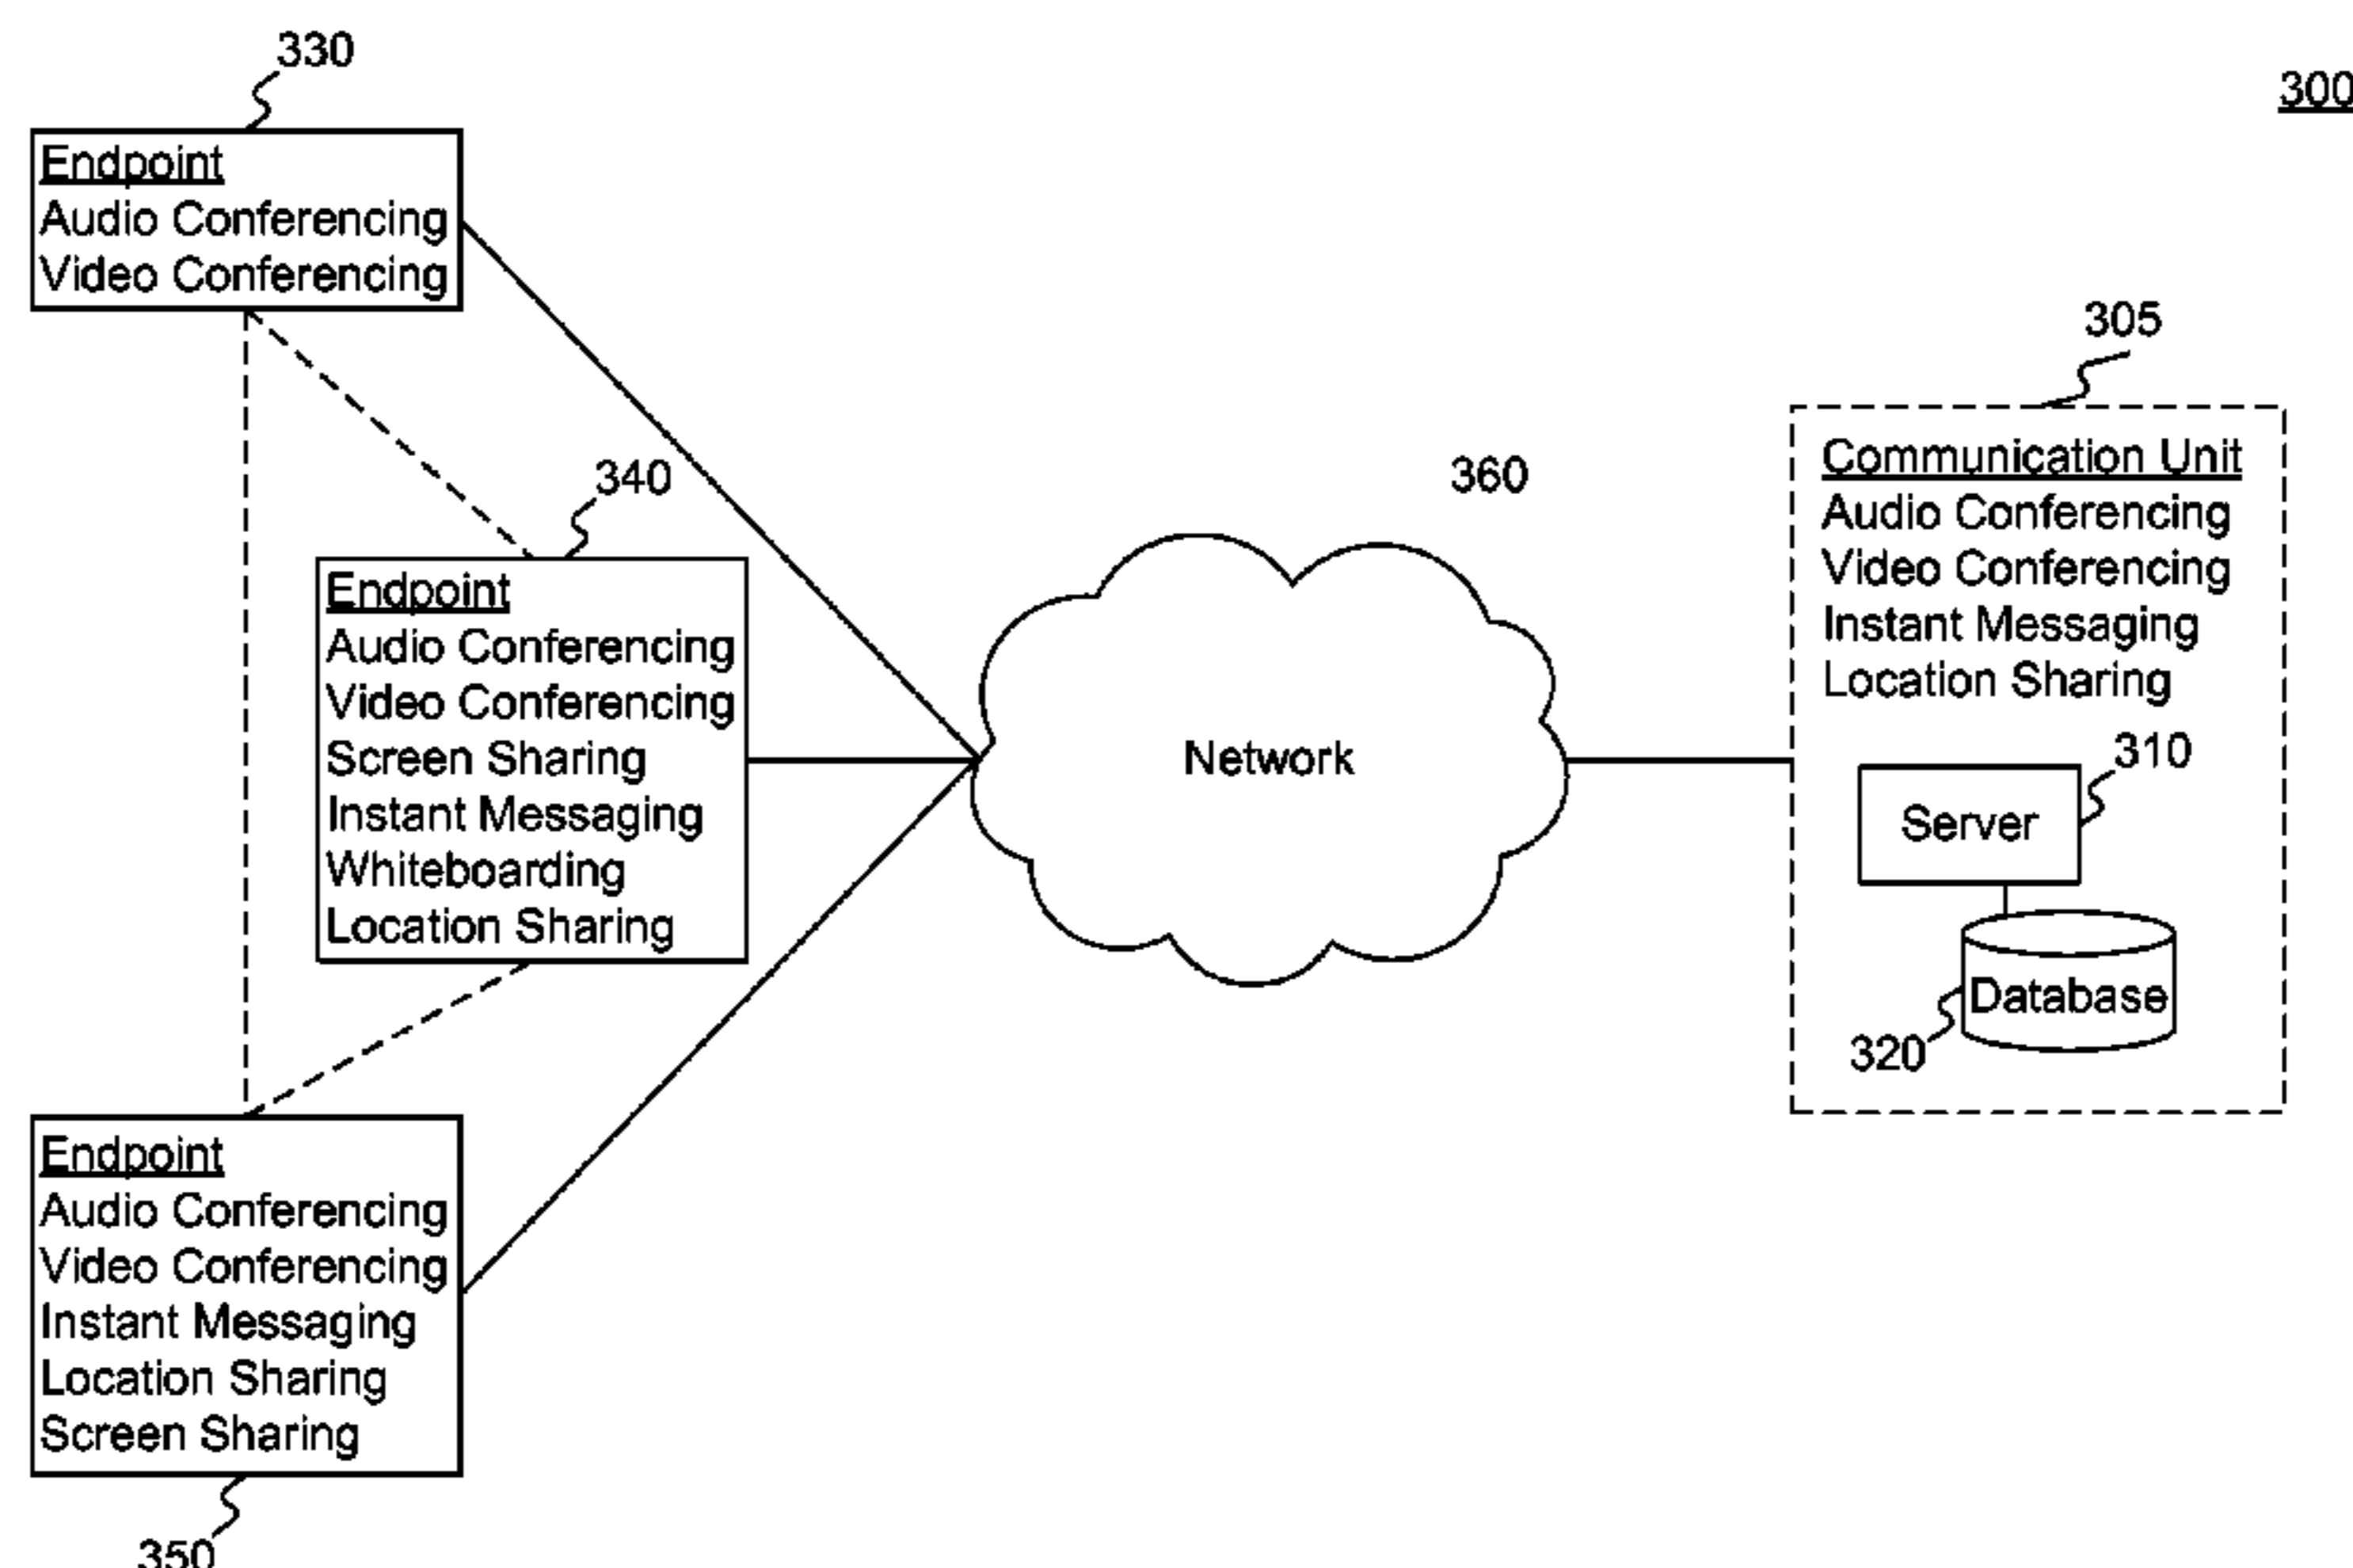 330
300
Endpoint
Audio Conferencing
Video Conferencing
305
340
360
Endpoint
Audio Conferencing
Video Conferencing
Screen Sharing
Instant Messaging
Whiteboarding
Location Sharing
Network
Communication Unit
Audio Conferencing
Video Conferencing
Instant Messaging
Location Sharing
310
Server
Database
320
Endpoint
Audio Conferencing
Video Conferencing
Instant Messaging
Location Sharing
Screen Sharing
350